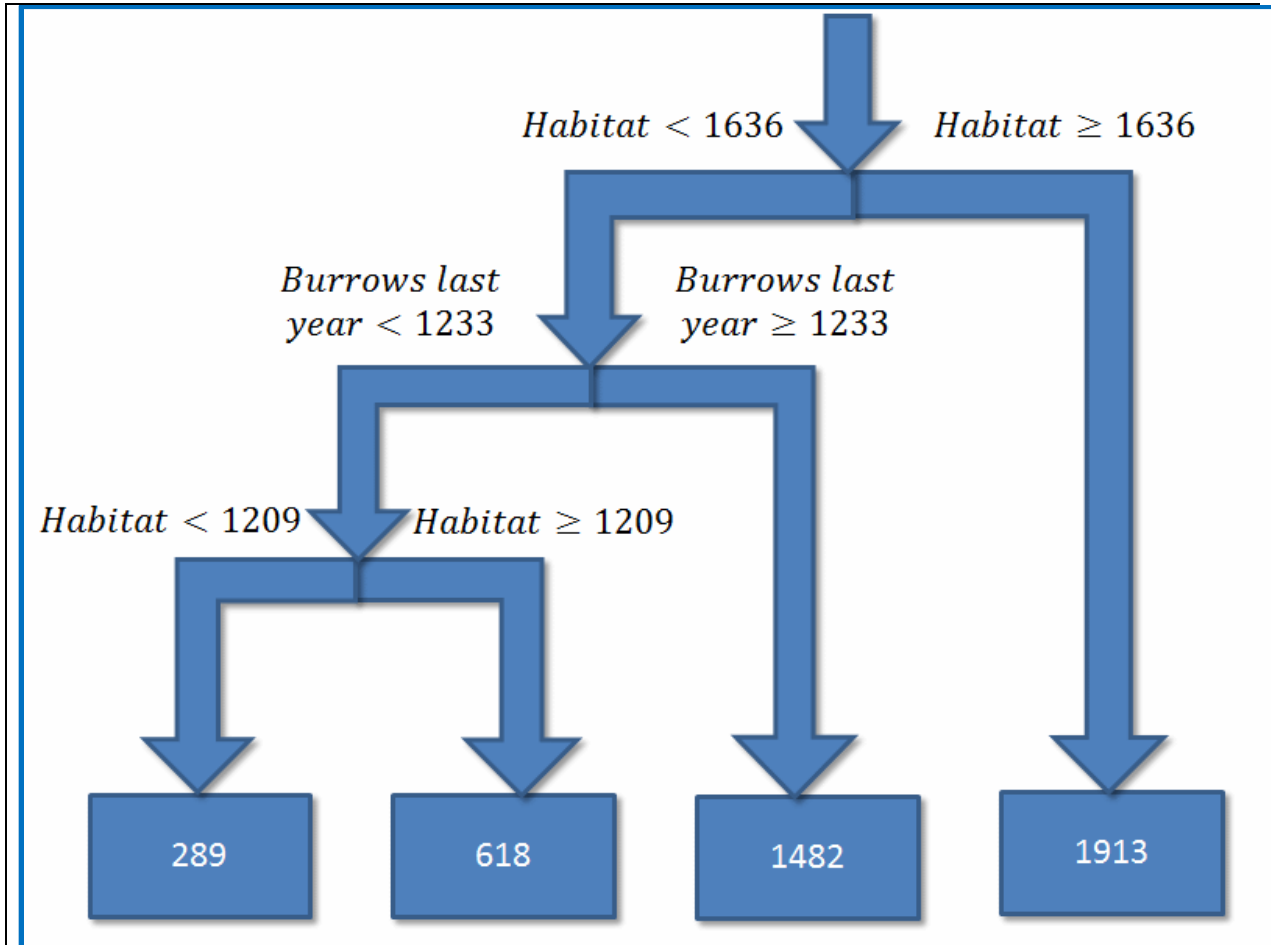 Habitat < 1636
Habitat ≥ 1636
Burrows last
year < 1233
Burrows last
year ≥ 1233
Habitat < 1209
Habitat ≥ 1209
289
618
1482
1913